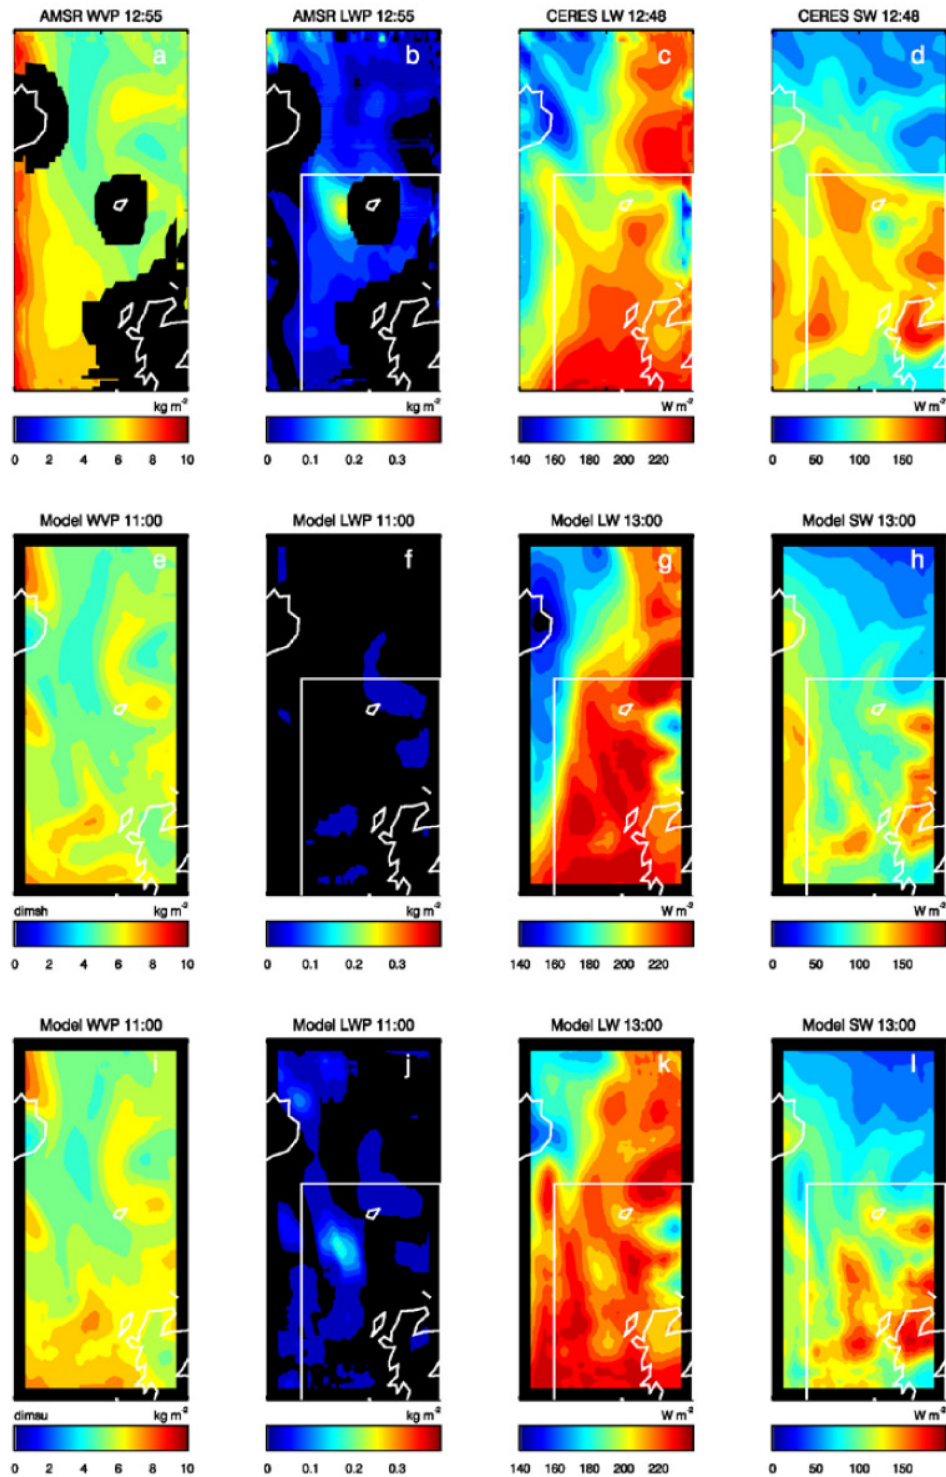 AMSR WVP 12:55 AMSR LWP 12:55 CERES LW 12:48 CERES SW 12:48
a b c d
kg m-2 kg m-2 W m-2 W m-2
0 2 4 6 8 10 0 0.1 0.2 0.3 140 160 180 200 220 0 50 100 150
Model WVP 11:00 Model LWP 11:00 Model LW 13:00 Model SW 13:00
e f g h
dimsh kg m-2 kg m-2 W m-2 W m-2
0 2 4 6 8 10 0 0.1 0.2 0.3 140 160 180 200 220 0 50 100 150
Model WVP 11:00 Model LWP 11:00 Model LW 13:00 Model SW 13:00
i j k l
dimsu kg m-2 kg m-2 W m-2 W m-2
0 2 4 6 8 10 0 0.1 0.2 0.3 140 160 180 200 220 0 50 100 150